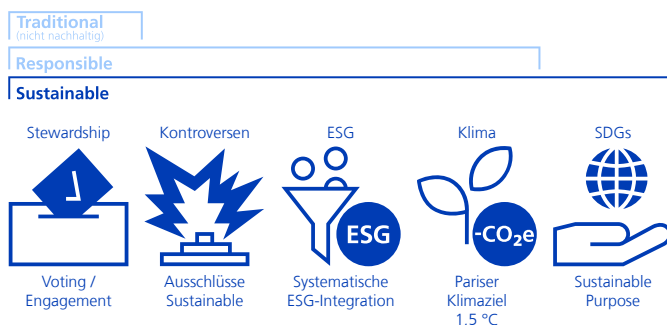 Traditional
(nicht nachhaltig)
Responsible
Sustainable
Stewardship
Kontroversen
ESG
Klima
SDGs
ESG
-CO₂e
Voting /
Engagement
Ausschlüsse
Sustainable
Systematische
ESG-Integration
Pariser
Klimaziel
1,5 °C
Sustainable
Purpose